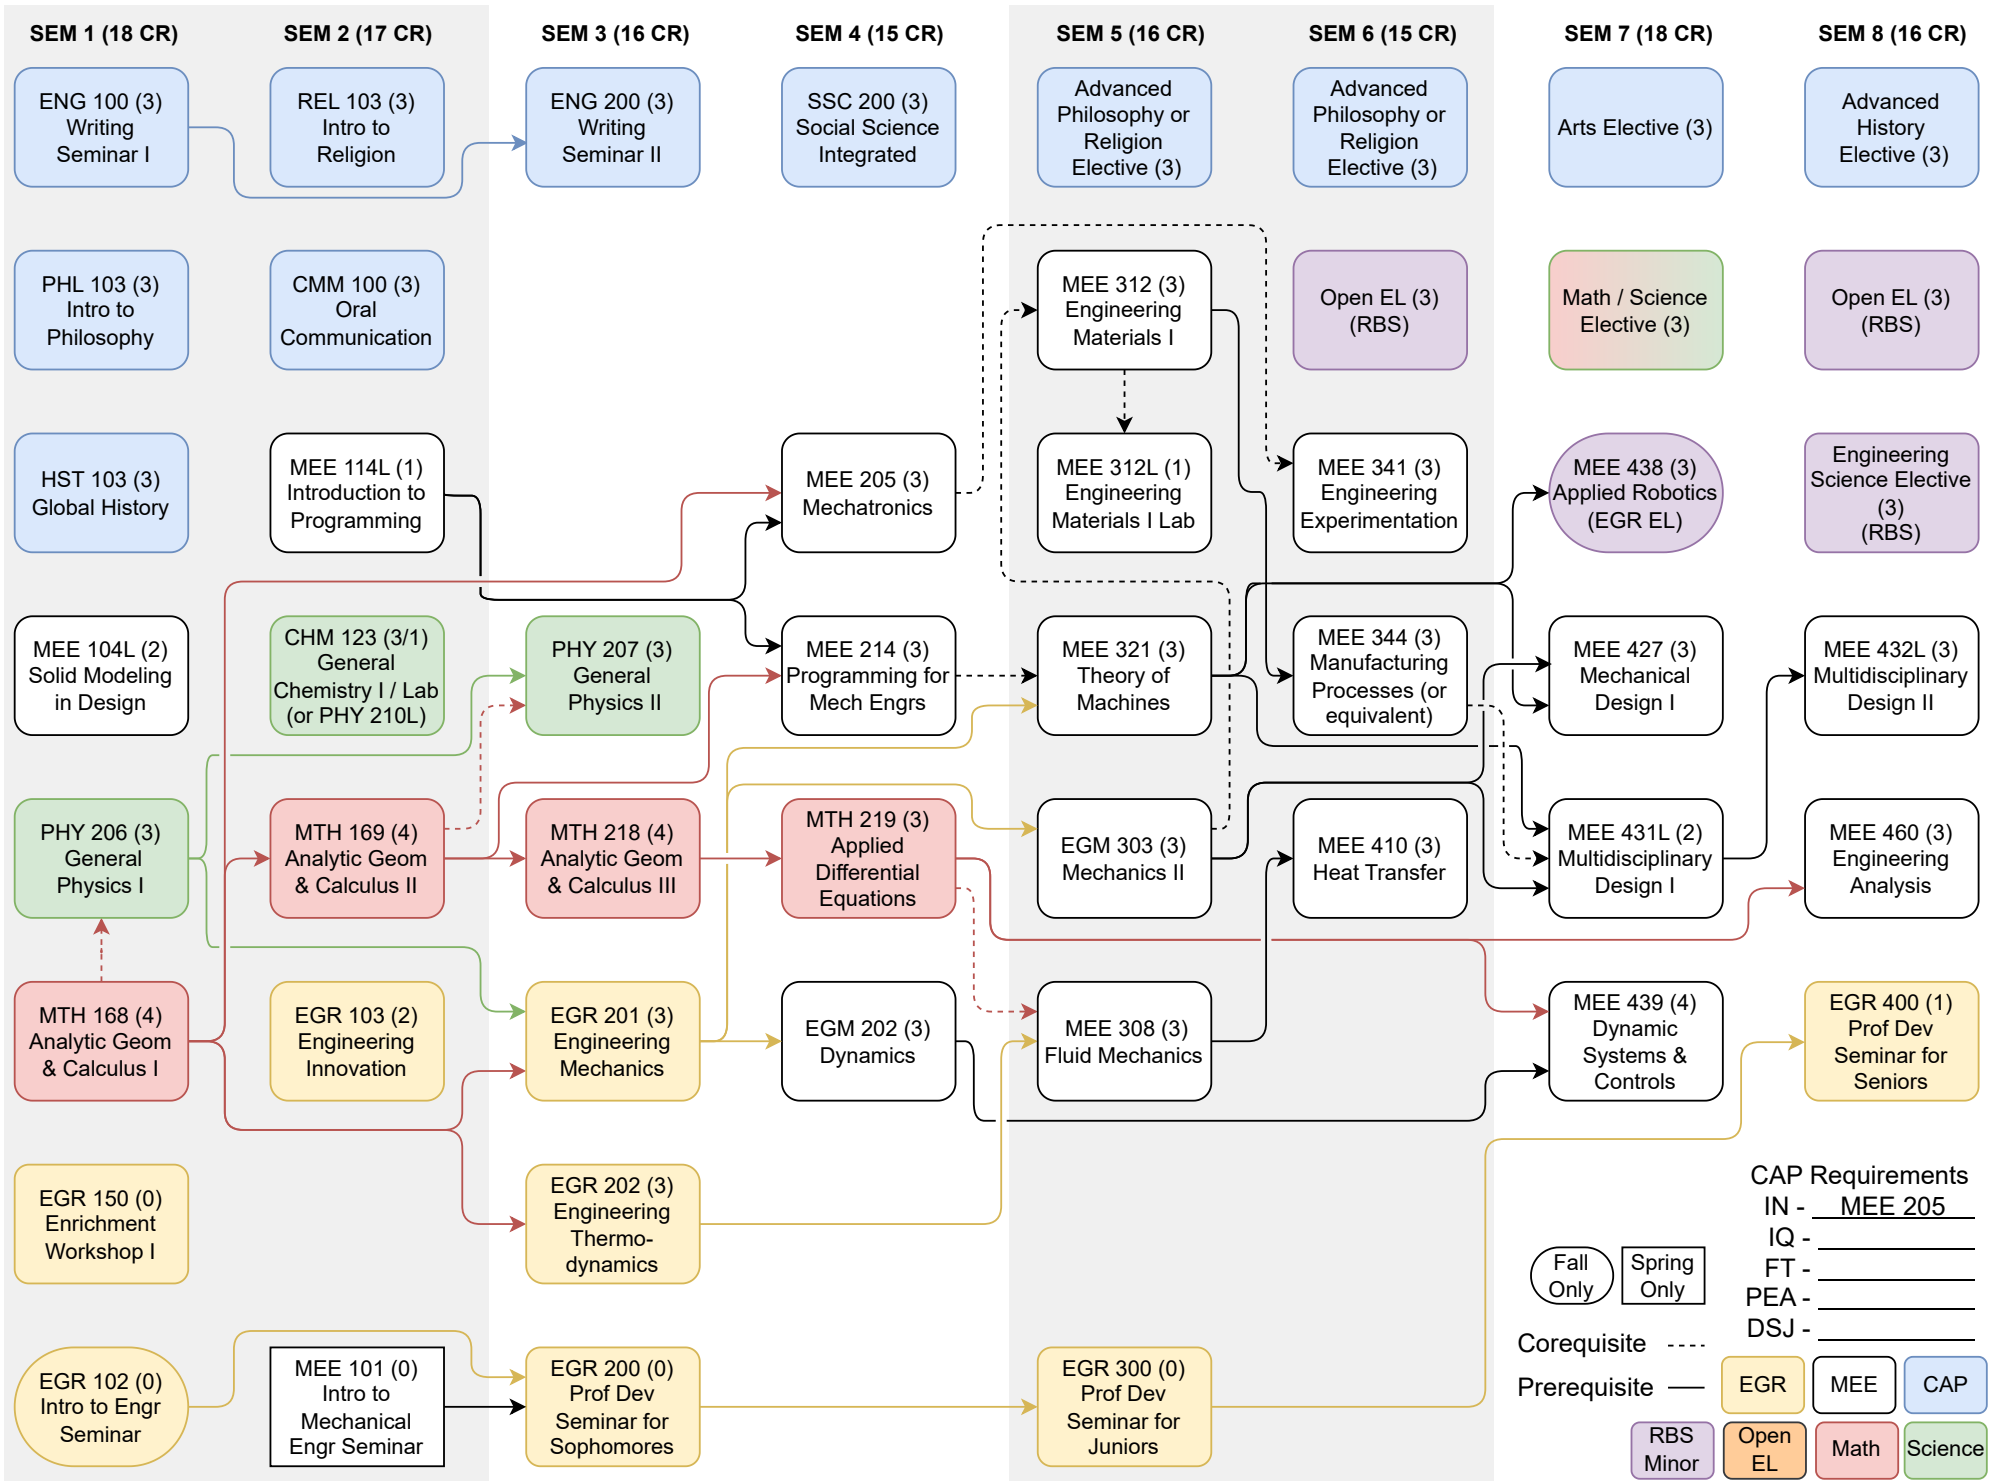 SEM 1 (18 CR)
SEM 2 (17 CR)
SEM 3 (16 CR)
SEM 4 (15 CR)
SEM 5 (16 CR)
SEM 6 (15 CR)
SEM 7 (18 CR)
SEM 8 (16 CR)
ENG 100 (3)
Writing
Seminar I
REL 103 (3)
Intro to
Religion
ENG 200 (3)
Writing
Seminar II
SSC 200 (3)
Social Science
Integrated
Advanced
Philosophy or
Religion
Elective (3)
Advanced
Philosophy or
Religion
Elective (3)
Arts Elective (3)
Advanced
History
Elective (3)
PHL 103 (3)
Intro to
Philosophy
CMM 100 (3)
Oral
Communication
MEE 312 (3)
Engineering
Materials I
Open EL (3)
(RBS)
Math / Science
Elective (3)
Open EL (3)
(RBS)
HST 103 (3)
Global History
MEE 114L (1)
Introduction to
Programming
MEE 205 (3)
Mechatronics
MEE 312L (1)
Engineering
Materials I Lab
MEE 341 (3)
Engineering
Experimentation
MEE 438 (3)
Applied Robotics
(EGR EL)
Engineering
Science Elective
(3)
(RBS)
MEE 104L (2)
Solid Modeling
in Design
CHM 123 (3/1)
General
Chemistry I / Lab
(or PHY 210L)
PHY 207 (3)
General
Physics II
MEE 214 (3)
Programming for
Mech Engrs
MEE 321 (3)
Theory of
Machines
MEE 344 (3)
Manufacturing
Processes (or
equivalent)
MEE 427 (3)
Mechanical
Design I
MEE 432L (3)
Multidisciplinary
Design II
PHY 206 (3)
General
Physics I
MTH 169 (4)
Analytic Geom
& Calculus II
MTH 218 (4)
Analytic Geom
& Calculus III
MTH 219 (3)
Applied
Differential
Equations
EGM 303 (3)
Mechanics II
MEE 410 (3)
Heat Transfer
MEE 431L (2)
Multidisciplinary
Design I
MEE 460 (3)
Engineering
Analysis
MTH 168 (4)
Analytic Geom
& Calculus I
EGR 103 (2)
Engineering
Innovation
EGR 201 (3)
Engineering
Mechanics
EGM 202 (3)
Dynamics
MEE 308 (3)
Fluid Mechanics
MEE 439 (4)
Dynamic
Systems &
Controls
EGR 400 (1)
Prof Dev
Seminar for
Seniors
EGR 150 (0)
Enrichment
Workshop I
EGR 202 (3)
Engineering
Thermo-
dynamics
EGR 102 (0)
Intro to Engr
Seminar
MEE 101 (0)
Intro to
Mechanical
Engr Seminar
EGR 200 (0)
Prof Dev
Seminar for
Sophomores
EGR 300 (0)
Prof Dev
Seminar for
Juniors
CAP Requirements
IN - MEE 205
IQ -
FT -
PEA -
DSJ -
Fall
Only
Spring
Only
Corequisite
Prerequisite
EGR
MEE
CAP
RBS
Minor
Open
EL
Math
Science